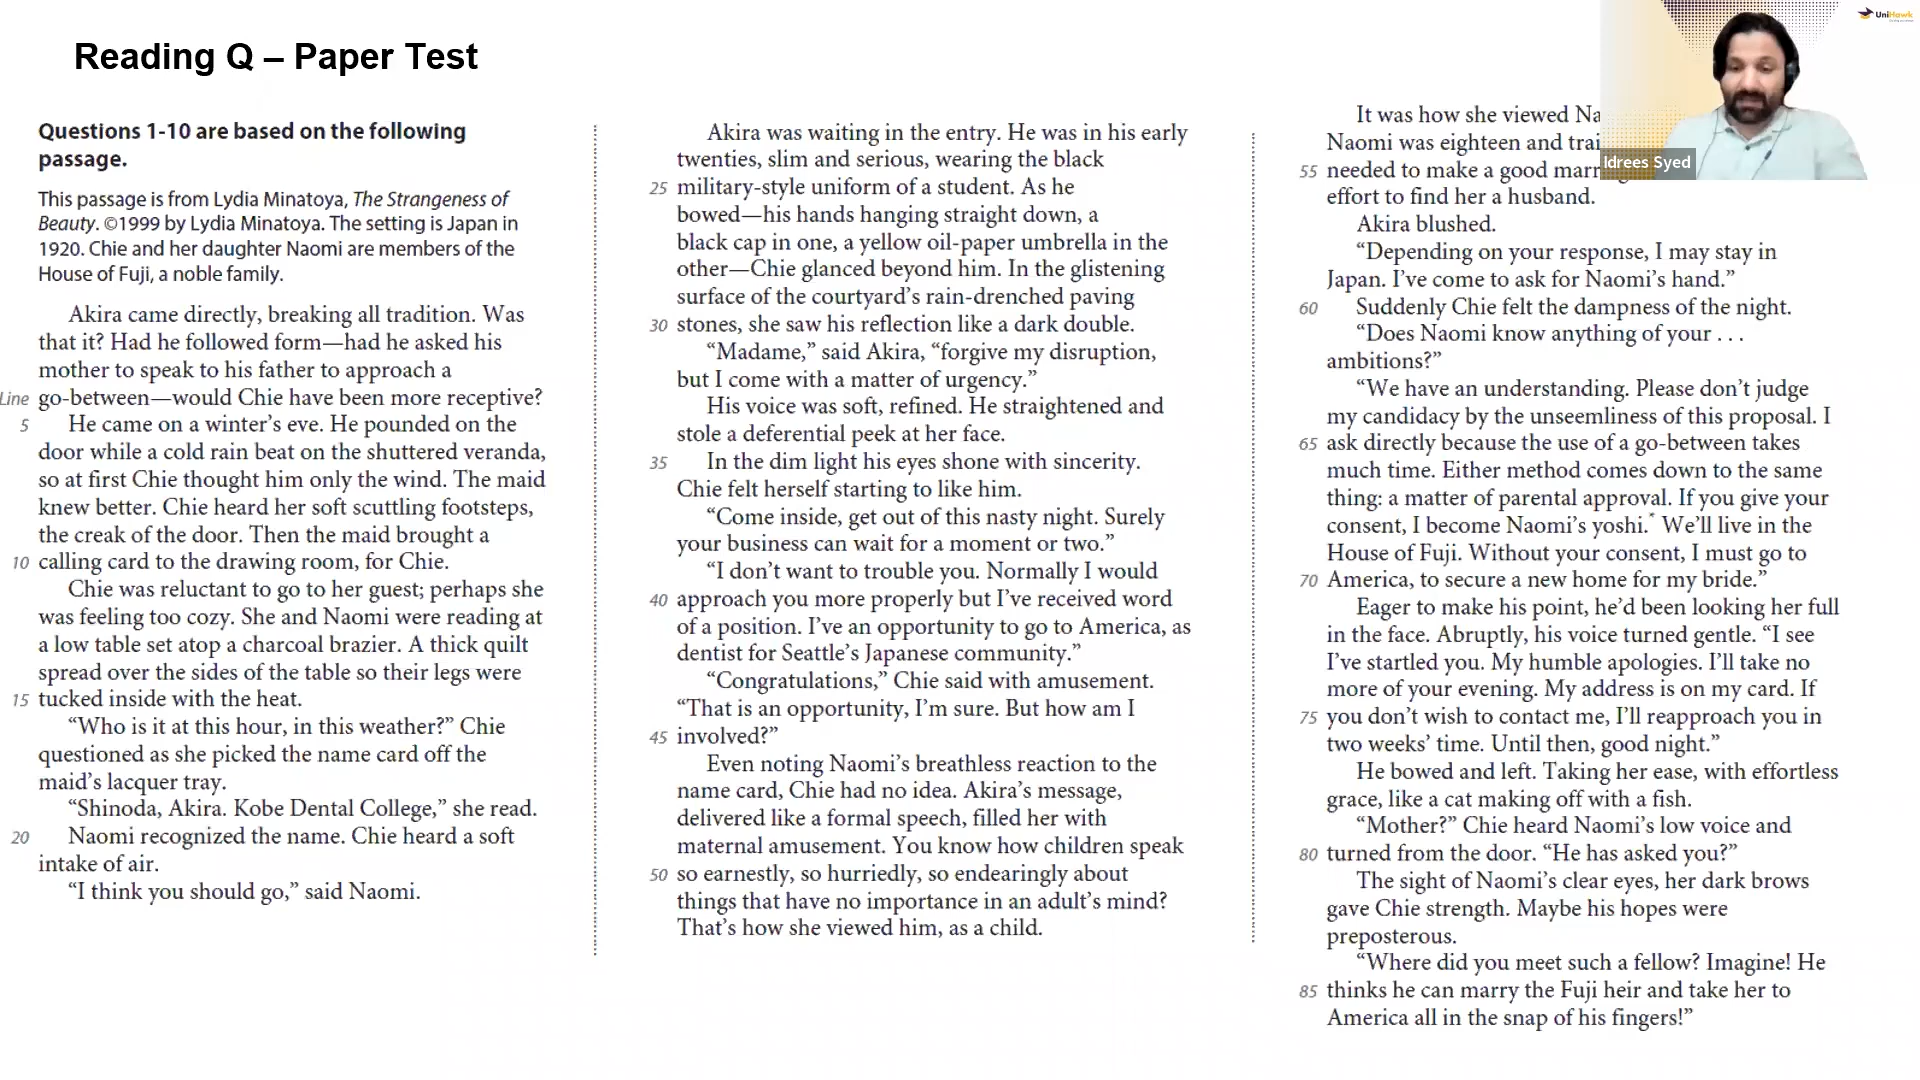 Reading Q – Paper Test
UniHawk
Idrees Syed
Questions 1-10 are based on the following
passage.
This passage is from Lydia Minatoya, The Strangeness of
Beauty. ©1999 by Lydia Minatoya. The setting is Japan in
1920. Chie and her daughter Naomi are members of the
House of Fuji, a noble family.
Akira came directly, breaking all tradition. Was
that it? Had he followed form—had he asked his
mother to speak to his father to approach a
Line go-between—would Chie have been more receptive?
5 He came on a winter’s eve. He pounded on the
door while a cold rain beat on the shuttered veranda,
so at first Chie thought him only the wind. The maid
knew better. Chie heard her soft scuttling footsteps,
the creak of the door. Then the maid brought a
10 calling card to the drawing room, for Chie.
Chie was reluctant to go to her guest; perhaps she
was feeling too cozy. She and Naomi were reading at
a low table set atop a charcoal brazier. A thick quilt
spread over the sides of the table so their legs were
15 tucked inside with the heat.
“Who is it at this hour, in this weather?” Chie
questioned as she picked the name card off the
maid’s lacquer tray.
“Shinoda, Akira. Kobe Dental College,” she read.
20 Naomi recognized the name. Chie heard a soft
intake of air.
“I think you should go,” said Naomi.
Akira was waiting in the entry. He was in his early
twenties, slim and serious, wearing the black
25 military-style uniform of a student. As he
bowed—his hands hanging straight down, a
black cap in one, a yellow oil-paper umbrella in the
other—Chie glanced beyond him. In the glistening
surface of the courtyard’s rain-drenched paving
30 stones, she saw his reflection like a dark double.
“Madame,” said Akira, “forgive my disruption,
but I come with a matter of urgency.”
His voice was soft, refined. He straightened and
stole a deferential peek at her face.
35 In the dim light his eyes shone with sincerity.
Chie felt herself starting to like him.
“Come inside, get out of this nasty night. Surely
your business can wait for a moment or two.”
“I don’t want to trouble you. Normally I would
40 approach you more properly but I’ve received word
of a position. I’ve an opportunity to go to America, as
dentist for Seattle’s Japanese community.”
“Congratulations,” Chie said with amusement.
“That is an opportunity, I’m sure. But how am I
45 involved?”
Even noting Naomi’s breathless reaction to the
name card, Chie had no idea. Akira’s message,
delivered like a formal speech, filled her with
maternal amusement. You know how children speak
50 so earnestly, so hurriedly, so endearingly about
things that have no importance in an adult’s mind?
That’s how she viewed him, as a child.
It was how she viewed Na
Naomi was eighteen and trai
55 needed to make a good marr
effort to find her a husband.
Akira blushed.
“Depending on your response, I may stay in
Japan. I’ve come to ask for Naomi’s hand.”
60 Suddenly Chie felt the dampness of the night.
“Does Naomi know anything of your . . .
ambitions?”
“We have an understanding. Please don’t judge
my candidacy by the unseemliness of this proposal. I
65 ask directly because the use of a go-between takes
much time. Either method comes down to the same
thing: a matter of parental approval. If you give your
consent, I become Naomi’s yoshi.* We’ll live in the
House of Fuji. Without your consent, I must go to
70 America, to secure a new home for my bride.”
Eager to make his point, he’d been looking her full
in the face. Abruptly, his voice turned gentle. “I see
I’ve startled you. My humble apologies. I’ll take no
more of your evening. My address is on my card. If
75 you don’t wish to contact me, I’ll reapproach you in
two weeks’ time. Until then, good night.”
He bowed and left. Taking her ease, with effortless
grace, like a cat making off with a fish.
“Mother?” Chie heard Naomi’s low voice and
80 turned from the door. “He has asked you?”
The sight of Naomi’s clear eyes, her dark brows
gave Chie strength. Maybe his hopes were
preposterous.
“Where did you meet such a fellow? Imagine! He
85 thinks he can marry the Fuji heir and take her to
America all in the snap of his fingers!”